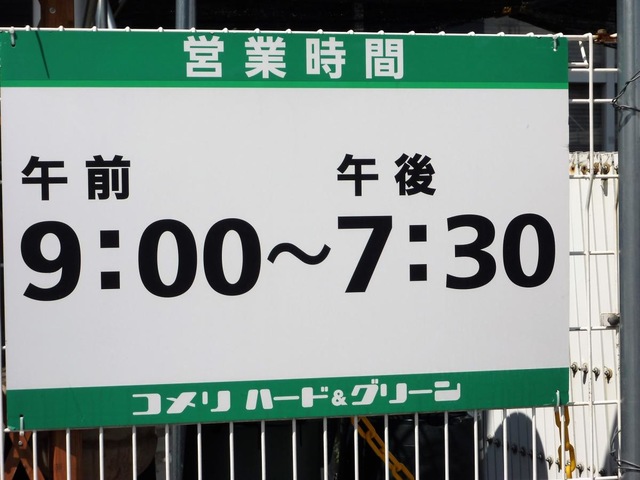 営業時間
午前 午後
9:00～7:30
コメリ ハード&グリーン